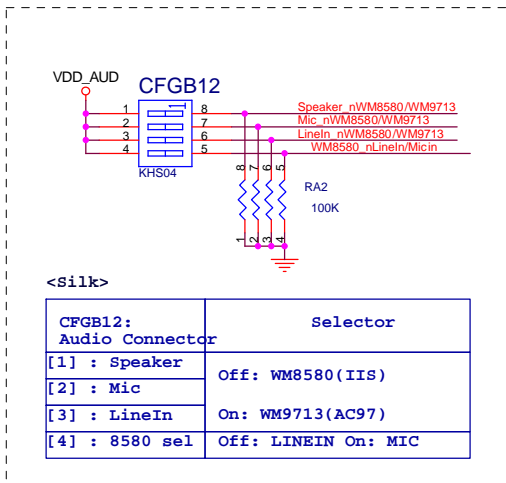 VDD_AUD
CFGB12
1 8 Speaker_nWM8580/WM9713
2 7 Mic_nWM8580/WM9713
3 6 LineIn_nWM8580/WM9713
4 5 WM8580_nLineIn/Micin
1
KHS04
8 7 6 5
RA2
100K
1 2 3 4
<Silk>
CFGB12:
Audio Connector
Selector
[1] : Speaker
[2] : Mic
Off: WM8580(IIS)
[3] : LineIn
On: WM9713(AC97)
[4] : 8580 sel
Off: LINEIN On: MIC